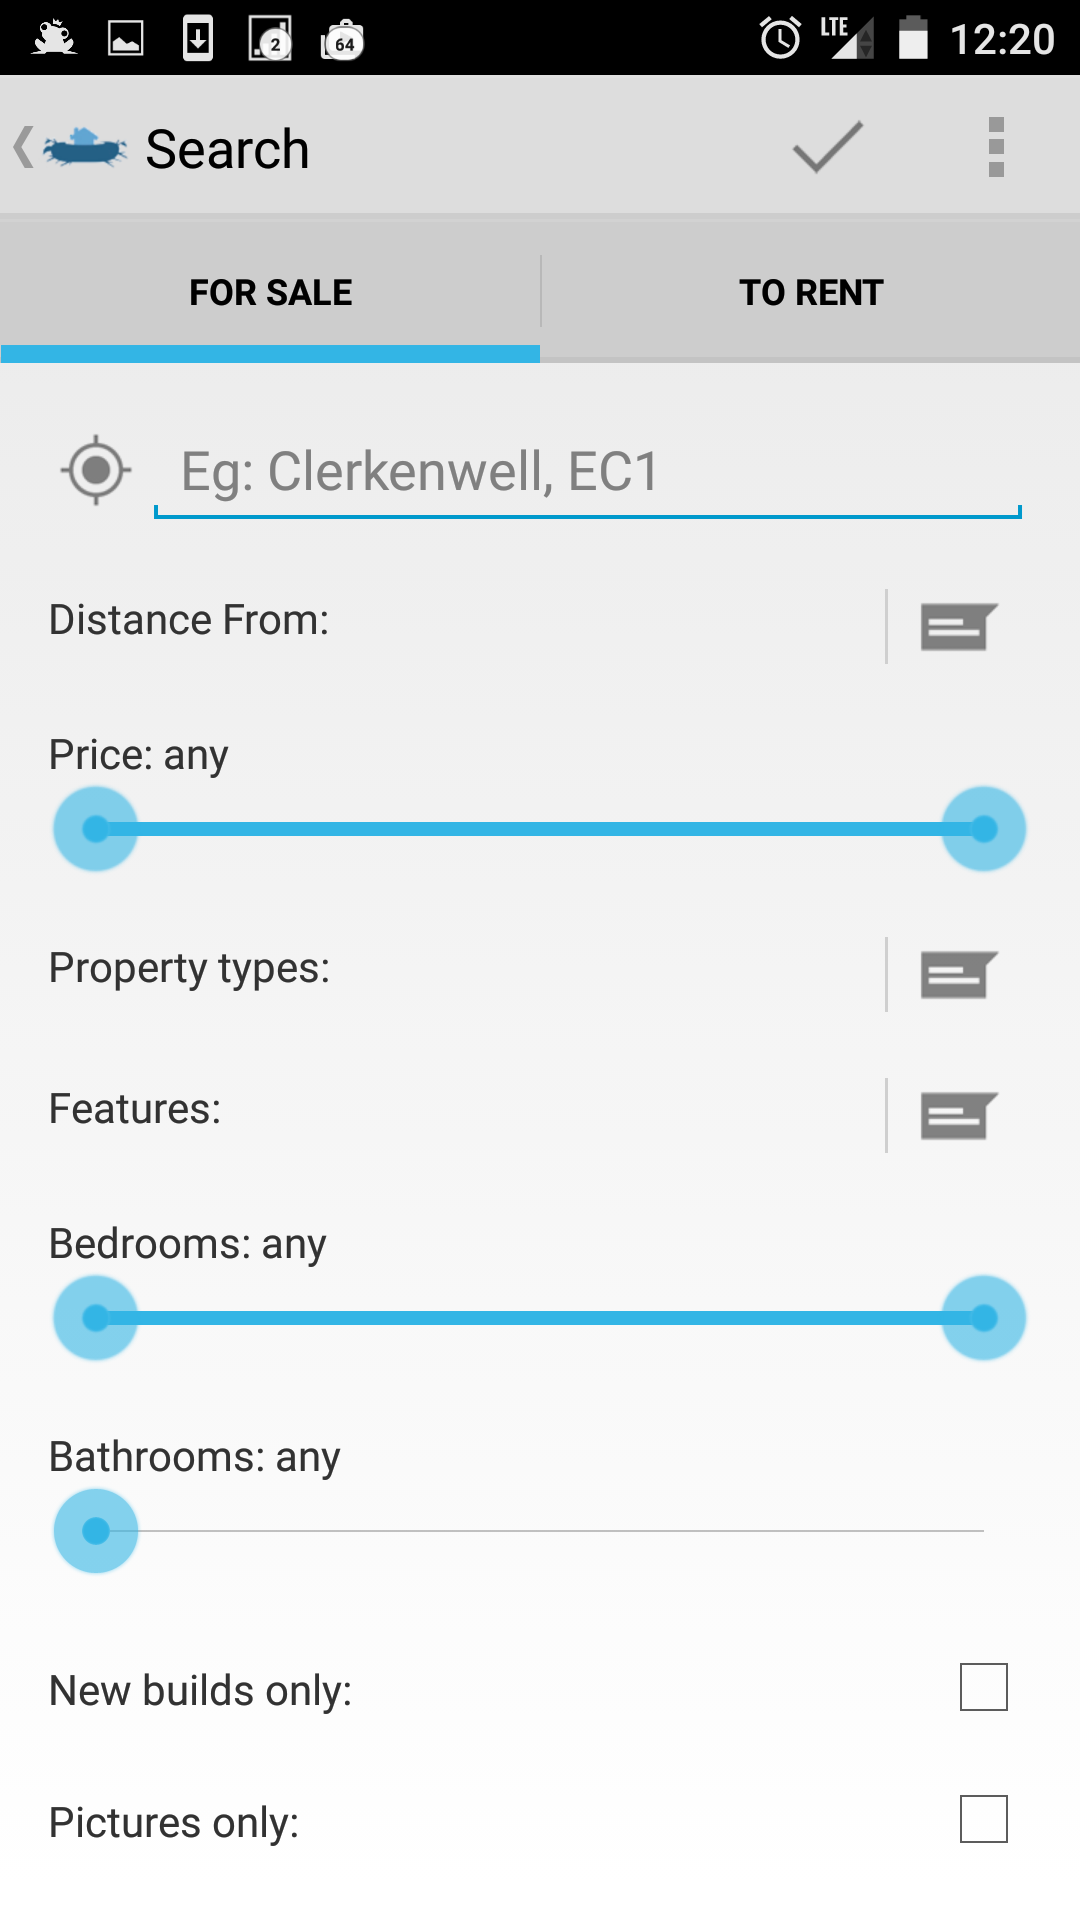 2
64
LTE
12:20
Search
FOR SALE
TO RENT
Eg: Clerkenwell, EC1
Distance From:
Price: any
Property types:
Features:
Bedrooms: any
Bathrooms: any
New builds only:
Pictures only: